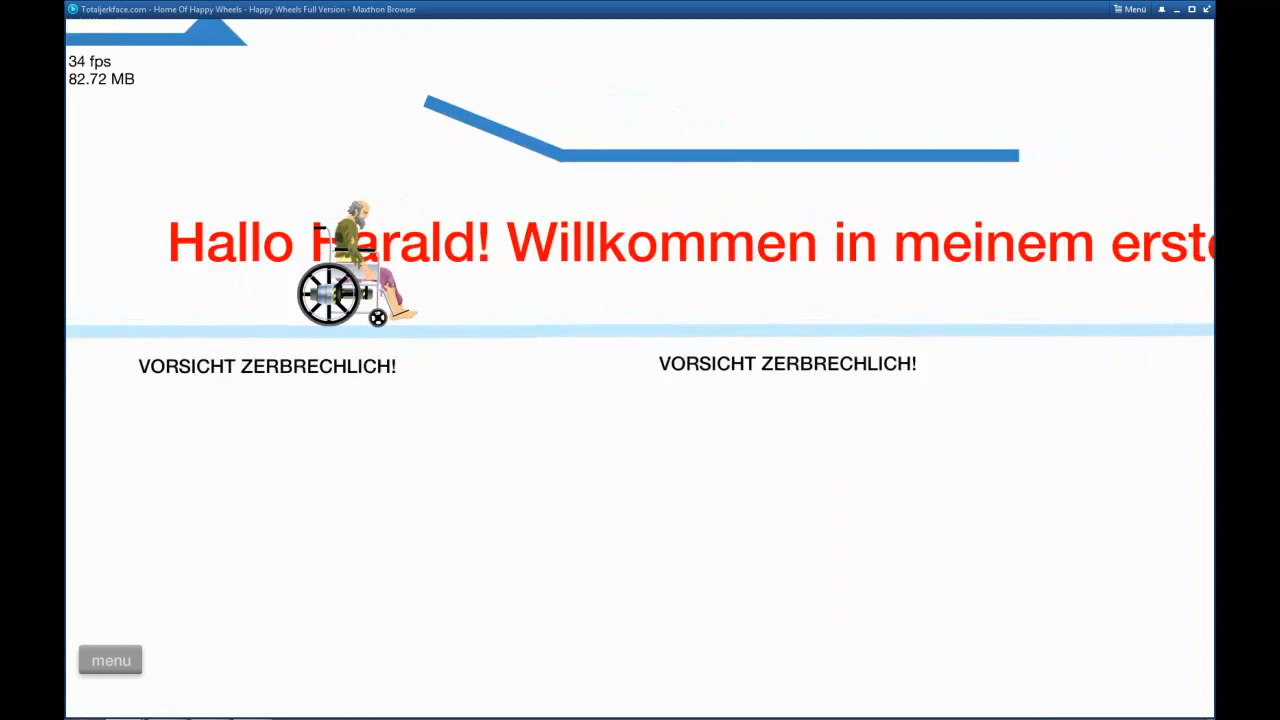 Totaljerkface.com - Home Of Happy Wheels - Happy Wheels Full Version - Maxthon Browser
Menü
34 fps
82.72 MB
Hallo Harald! Willkommen in meinem erste
VORSICHT ZERBRECHLICH!
VORSICHT ZERBRECHLICH!
menu